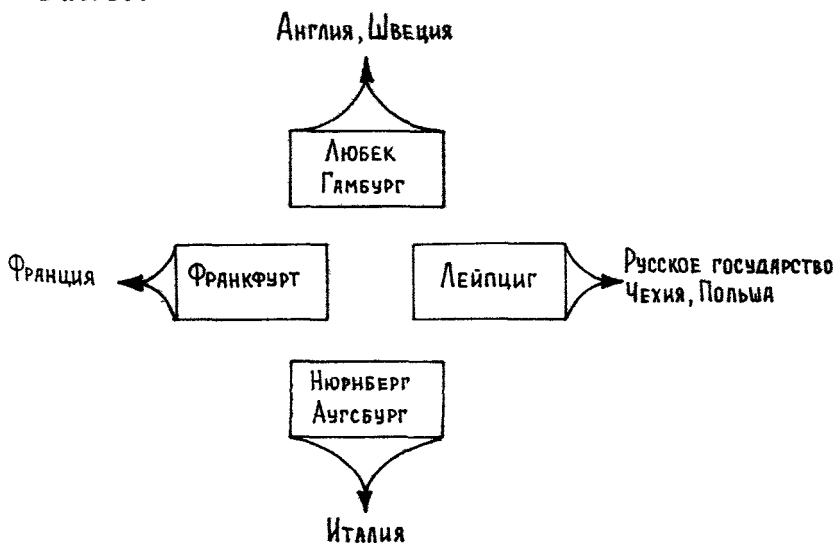 Англия, Швеция
Любек
Гамбург
Франция
Франкфурт
Лейпциг
Русское государство
Чехия, Польша
Нюрнберг
Аугсбург
Италия